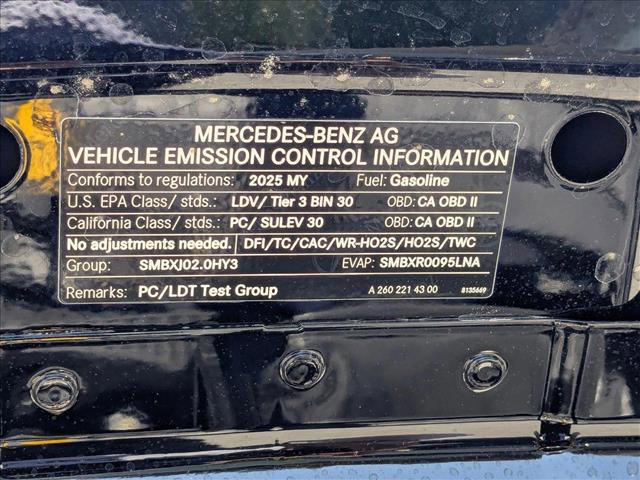 MERCEDES-BENZ AG
VEHICLE EMISSION CONTROL INFORMATION
Conforms to regulations: 2025 MY Fuel: Gasoline
U.S. EPA Class/ stds.: LDV/ Tier 3 BIN 30 OBD: CA OBD II
California Class/ stds.: PC/ SULEV 30 OBD: CA OBD II
No adjustments needed. DFI/TC/CAC/WR-HO2S/HO2S/TWC
Group: SMBXJ02.0HY3 EVAP: SMBXR0095LNA
Remarks: PC/LDT Test Group A 260 221 43 00 8135669